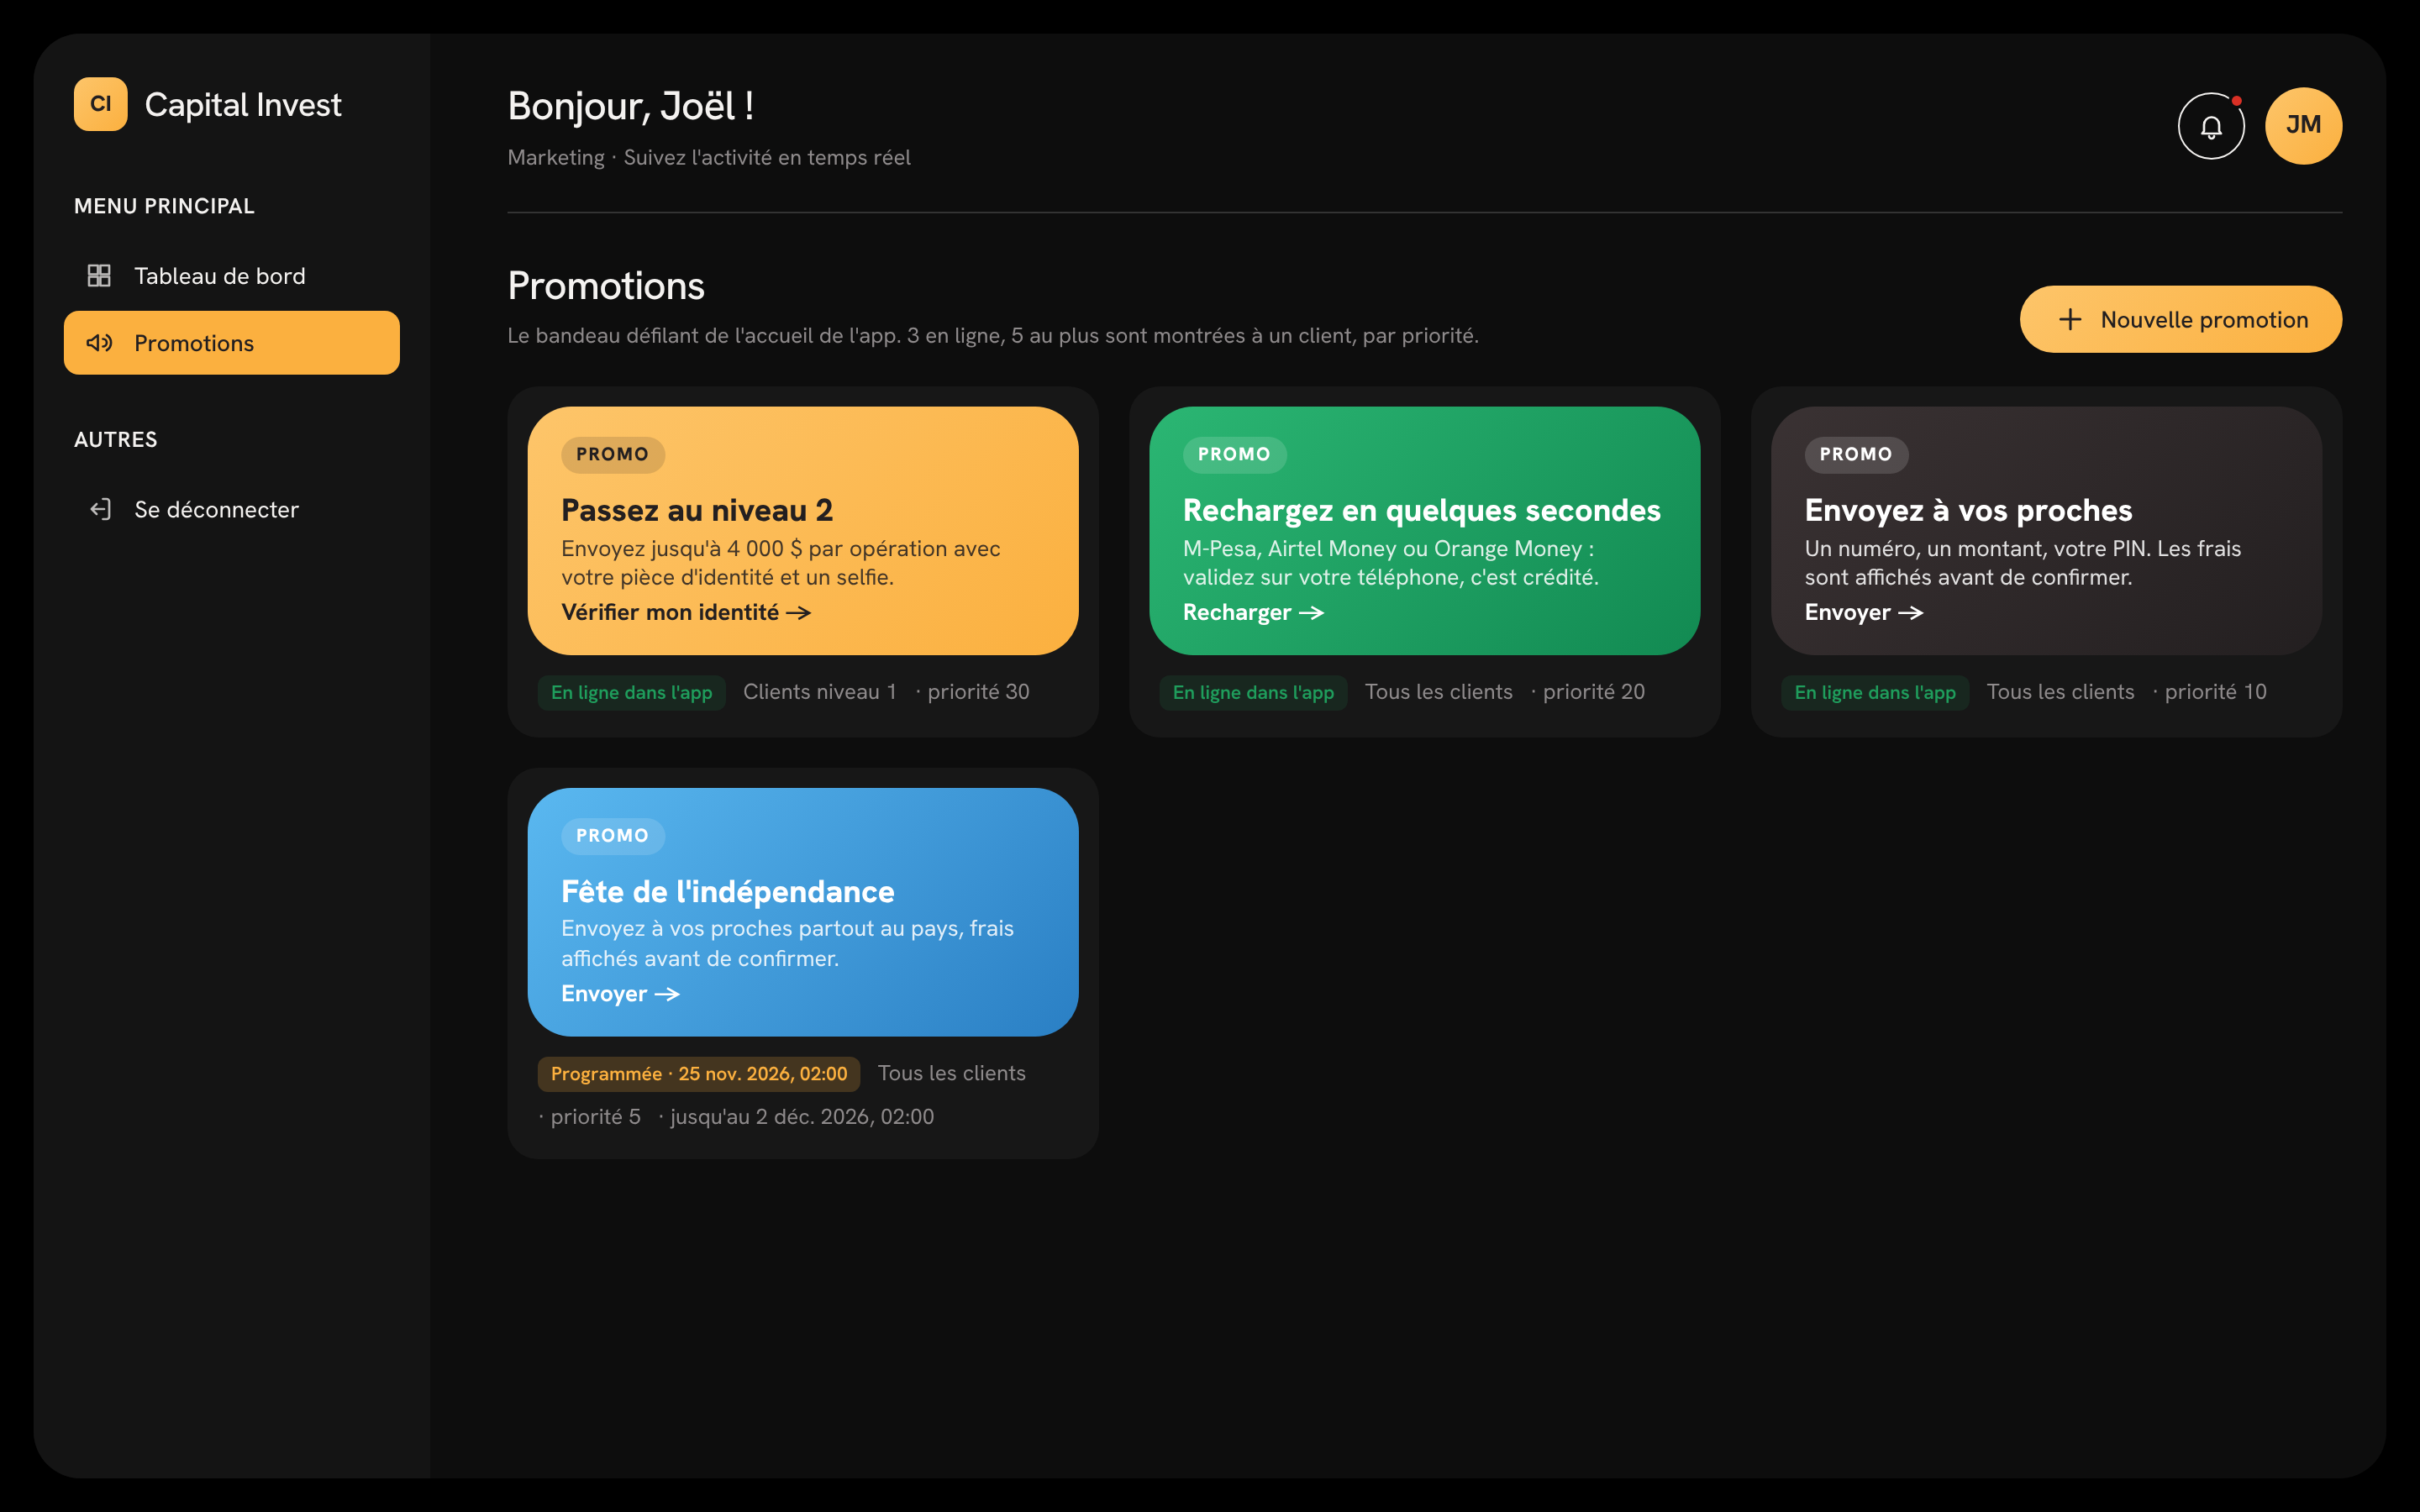 CI Capital Invest
MENU PRINCIPAL
Tableau de bord
Promotions
AUTRES
Se déconnecter
Bonjour, Joël !
Marketing · Suivez l'activité en temps réel
JM
Promotions
Le bandeau défilant de l'accueil de l'app. 3 en ligne, 5 au plus sont montrées à un client, par priorité.
Nouvelle promotion
PROMO
Passez au niveau 2
Envoyez jusqu'à 4 000 $ par opération avec
votre pièce d'identité et un selfie.
Vérifier mon identité →
En ligne dans l'app Clients niveau 1 · priorité 30
PROMO
Rechargez en quelques secondes
M-Pesa, Airtel Money ou Orange Money :
validez sur votre téléphone, c'est crédité.
Recharger →
En ligne dans l'app Tous les clients · priorité 20
PROMO
Envoyez à vos proches
Un numéro, un montant, votre PIN. Les frais
sont affichés avant de confirmer.
Envoyer →
En ligne dans l'app Tous les clients · priorité 10
PROMO
Fête de l'indépendance
Envoyez à vos proches partout au pays, frais
affichés avant de confirmer.
Envoyer →
Programmée · 25 nov. 2026, 02:00 Tous les clients
· priorité 5 · jusqu'au 2 déc. 2026, 02:00